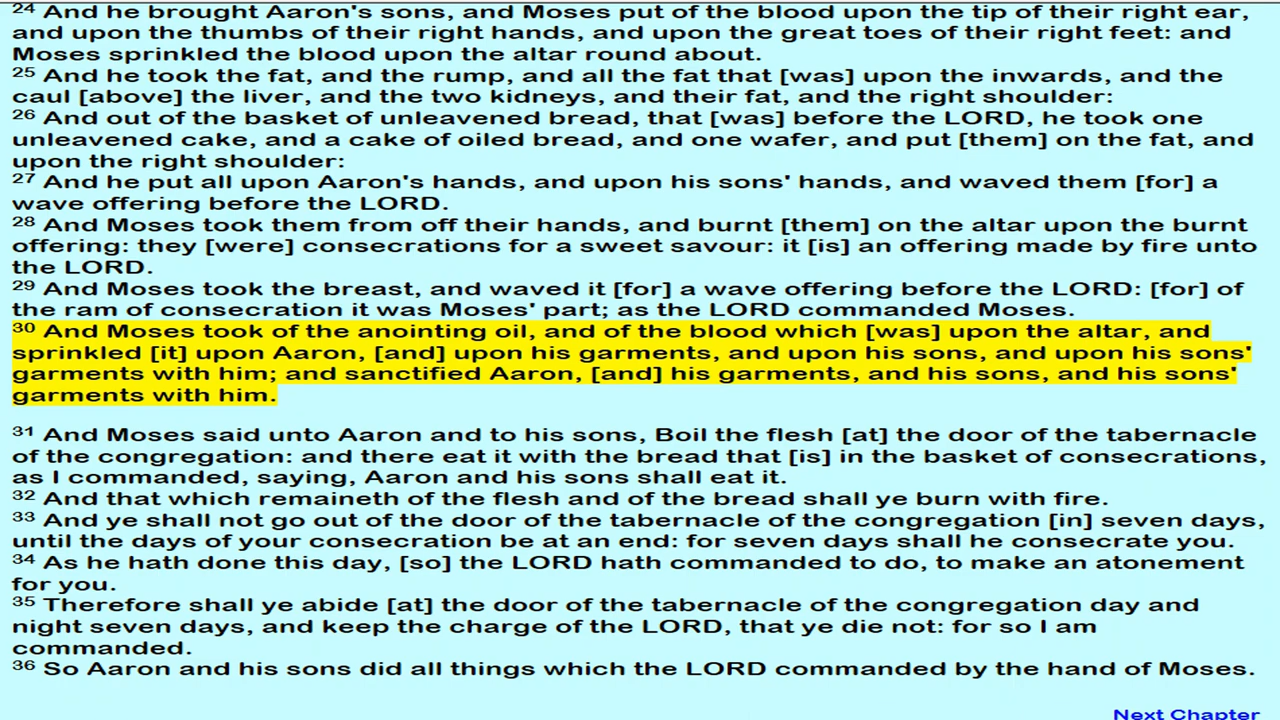 24 And he brought Aaron's sons, and Moses put of the blood upon the tip of their right ear,
and upon the thumbs of their right hands, and upon the great toes of their right feet: and
Moses sprinkled the blood upon the altar round about.
25 And he took the fat, and the rump, and all the fat that [was] upon the inwards, and the
caul [above] the liver, and the two kidneys, and their fat, and the right shoulder:
26 And out of the basket of unleavened bread, that [was] before the LORD, he took one
unleavened cake, and a cake of oiled bread, and one wafer, and put [them] on the fat, and
upon the right shoulder:
27 And he put all upon Aaron's hands, and upon his sons' hands, and waved them [for] a
wave offering before the LORD.
28 And Moses took them from off their hands, and burnt [them] on the altar upon the burnt
offering: they [were] consecrations for a sweet savour: it [is] an offering made by fire unto
the LORD.
29 And Moses took the breast, and waved it [for] a wave offering before the LORD: [for] of
the ram of consecration it was Moses' part; as the LORD commanded Moses.
30 And Moses took of the anointing oil, and of the blood which [was] upon the altar, and
sprinkled [it] upon Aaron, [and] upon his garments, and upon his sons, and upon his sons'
garments with him; and sanctified Aaron, [and] his garments, and his sons, and his sons'
garments with him.
31 And Moses said unto Aaron and to his sons, Boil the flesh [at] the door of the tabernacle
of the congregation: and there eat it with the bread that [is] in the basket of consecrations,
as I commanded, saying, Aaron and his sons shall eat it.
32 And that which remaineth of the flesh and of the bread shall ye burn with fire.
33 And ye shall not go out of the door of the tabernacle of the congregation [in] seven days,
until the days of your consecration be at an end: for seven days shall he consecrate you.
34 As he hath done this day, [so] the LORD hath commanded to do, to make an atonement
for you.
35 Therefore shall ye abide [at] the door of the tabernacle of the congregation day and
night seven days, and keep the charge of the LORD, that ye die not: for so I am
commanded.
36 So Aaron and his sons did all things which the LORD commanded by the hand of Moses.
Next Chapter